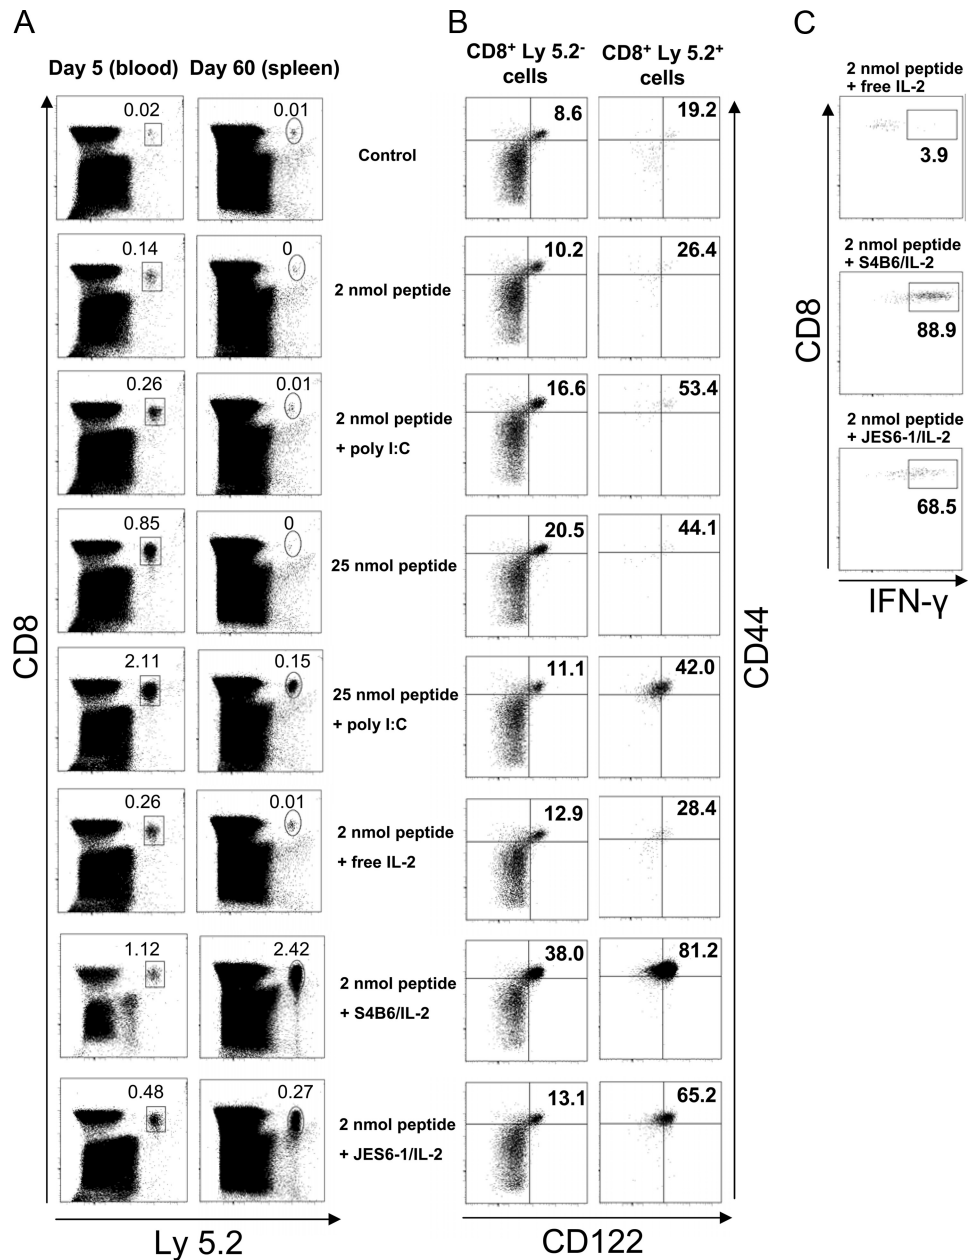 A
B
C
Day 5 (blood) Day 60 (spleen)
CD8⁺ Ly 5.2⁻
cells
CD8⁺ Ly 5.2⁺
cells
2 nmol peptide
+ free IL-2
3.9
2 nmol peptide
+ S4B6/IL-2
88.9
2 nmol peptide
+ JES6-1/IL-2
68.5
CD8
IFN-γ
0.02
0.01
Control
8.6
19.2
0.14
0
2 nmol peptide
10.2
26.4
0.26
0.01
2 nmol peptide
+ poly I:C
16.6
53.4
0.85
0
25 nmol peptide
20.5
44.1
2.11
0.15
25 nmol peptide
+ poly I:C
11.1
42.0
0.26
0.01
2 nmol peptide
+ free IL-2
12.9
28.4
1.12
2.42
2 nmol peptide
+ S4B6/IL-2
38.0
81.2
0.48
0.27
2 nmol peptide
+ JES6-1/IL-2
13.1
65.2
CD8
CD44
Ly 5.2
CD122